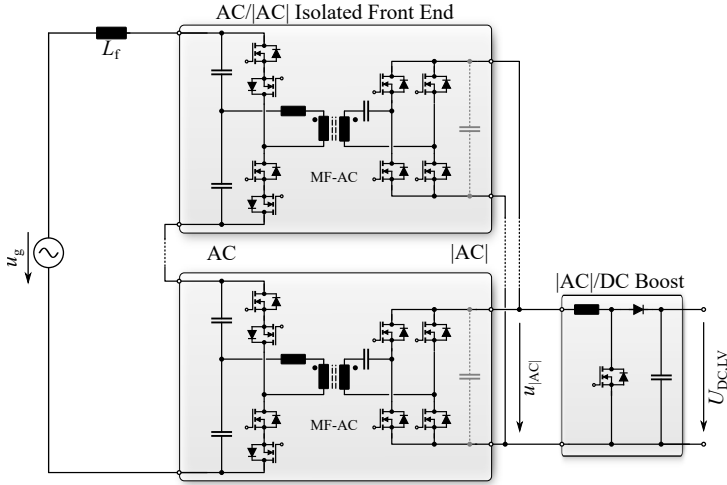 AC/|AC| Isolated Front End
L_f
MF-AC
u_g
AC
|AC|
|AC|/DC Boost
MF-AC
u_|AC|
U_DC,LV